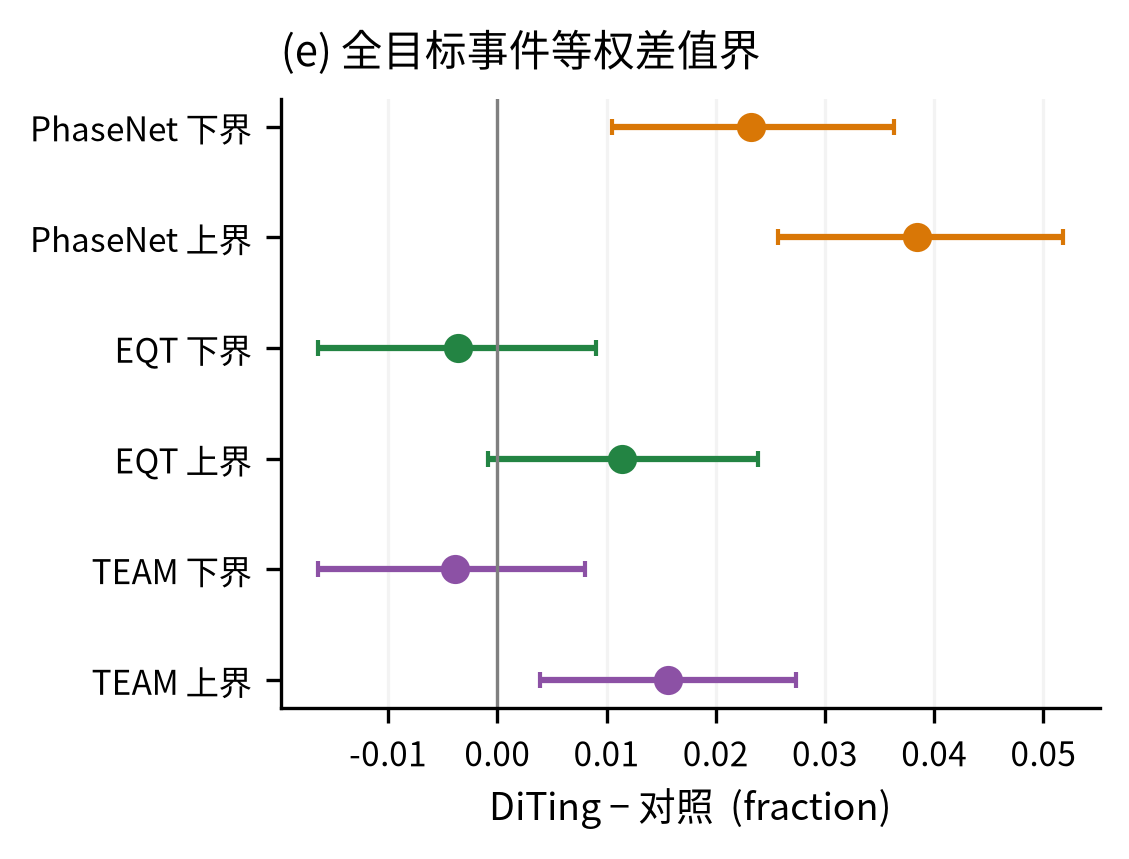 (e) 全目标事件等权差值界
PhaseNet 下界
PhaseNet 上界
EQT 下界
EQT 上界
TEAM 下界
TEAM 上界
-0.01 0.00 0.01 0.02 0.03 0.04 0.05
DiTing − 对照 (fraction)